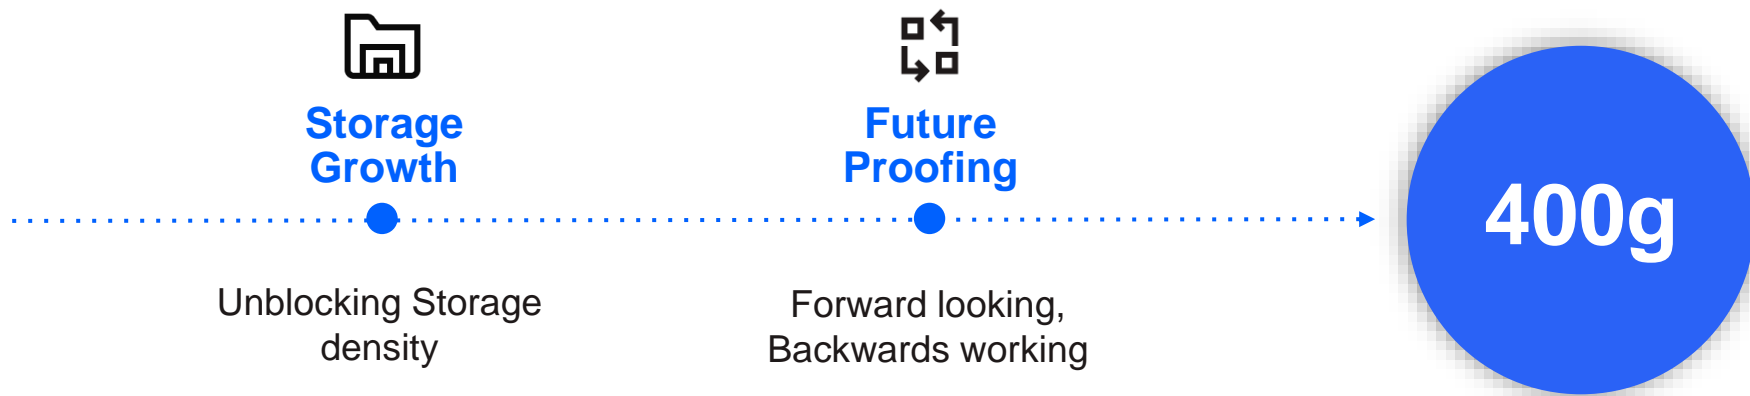 Storage
Growth
Unblocking Storage
density
Future
Proofing
Forward looking,
Backwards working
400g